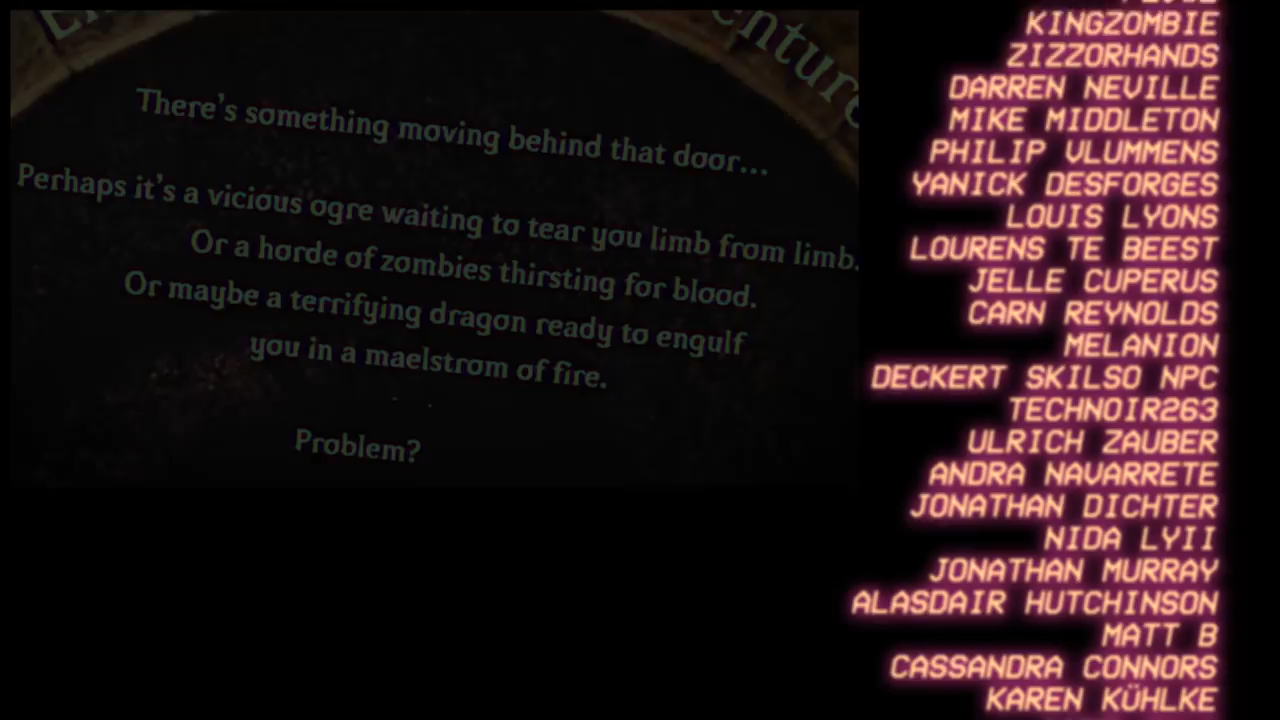 enture
There's something moving behind that door...
Perhaps it's a vicious ogre waiting to tear you limb from limb.
Or a horde of zombies thirsting for blood.
Or maybe a terrifying dragon ready to engulf
you in a maelstrom of fire.
Problem?
KINGZOMBIE
ZIZZORHANDS
DARREN NEVILLE
MIKE MIDDLETON
PHILIP VLUMMENS
YANICK DESFORGES
LOUIS LYONS
LOURENS TE BEEST
JELLE CUPERUS
CARN REYNOLDS
MELANION
DECKERT SKILSO NPC
TECHNOIR263
ULRICH ZAUBER
ANDRA NAVARRETE
JONATHAN DICHTER
NIDA LYII
JONATHAN MURRAY
ALASDAIR HUTCHINSON
MATT B
CASSANDRA CONNORS
KAREN KÜHLKE